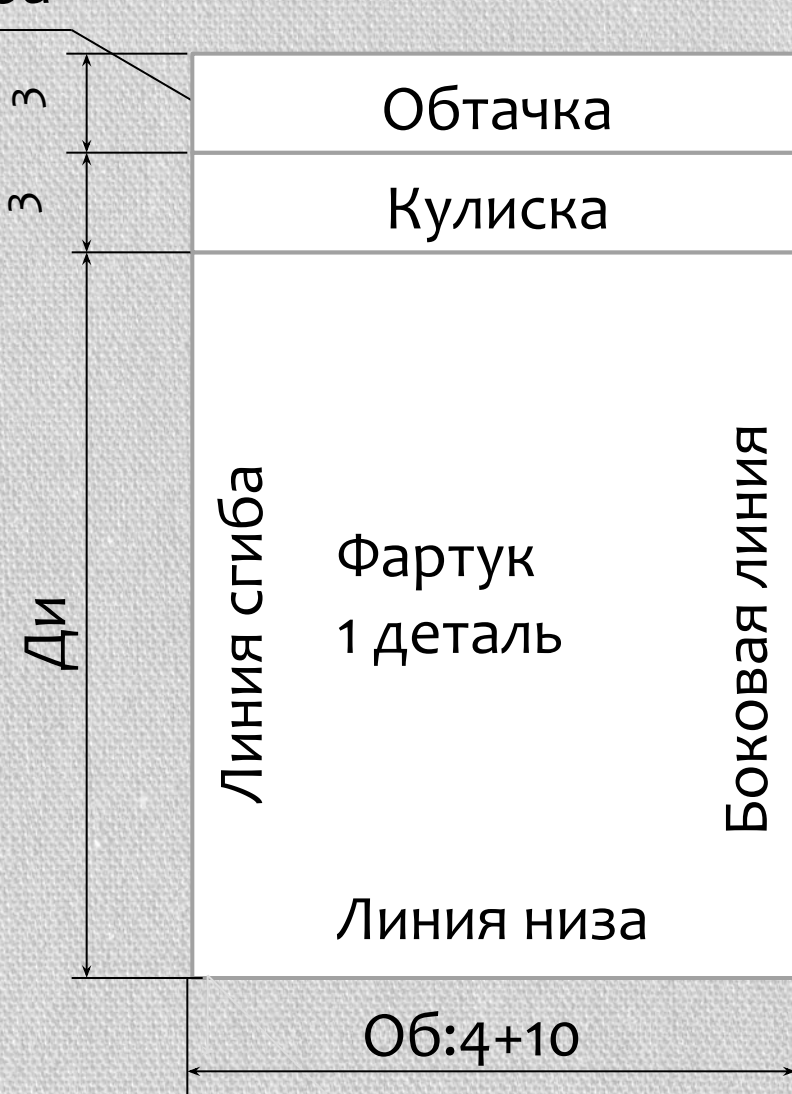 3
Обтачка
3
Кулиска
Ди
Линия сгиба
Фартук
1 деталь
Боковая линия
Линия низа
Об:4+10